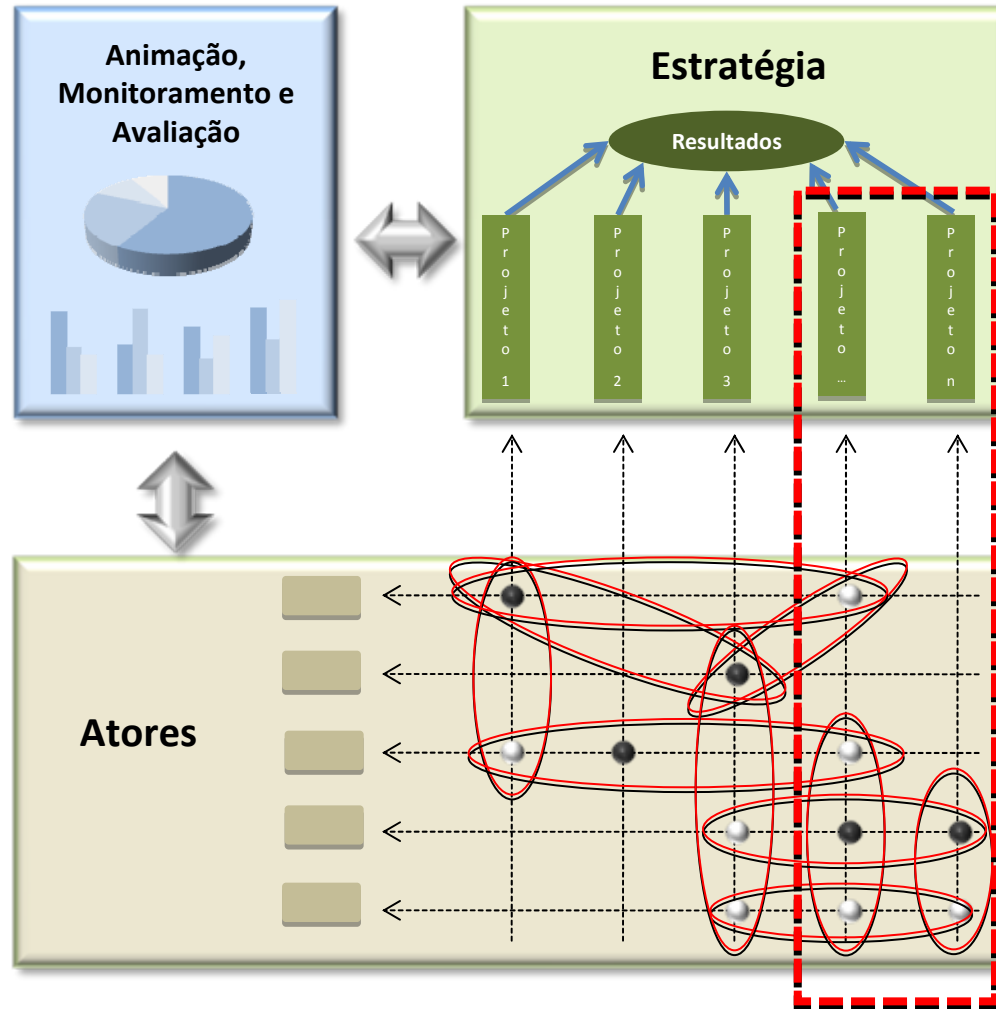 Animação,
Monitoramento e
Avaliação
Estratégia
Resultados
Projeto 1
Projeto 2
Projeto 3
Projeto ...
Projeto n
Atores